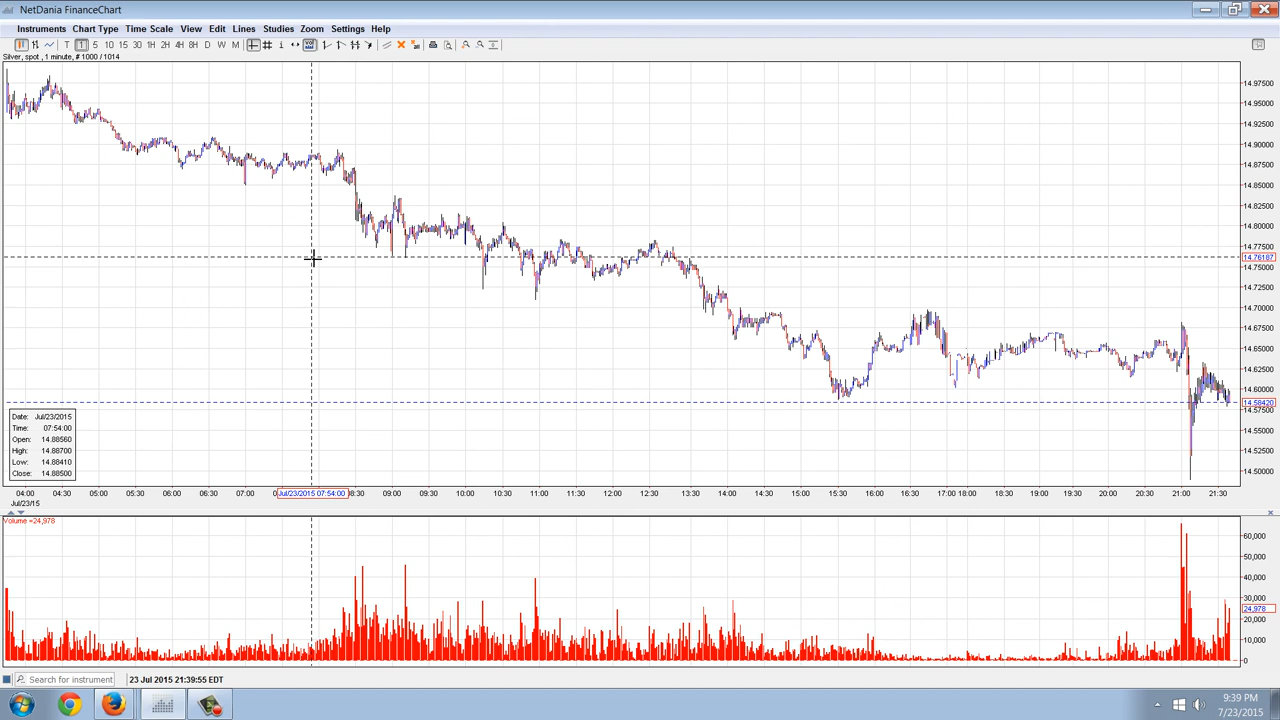 NetDania FinanceChart
Instruments Chart Type Time Scale View Edit Lines Studies Zoom Settings Help
T 1 5 10 15 30 1H 2H 4H 8H D W M
Silver, spot , 1 minute, # 1000 / 1014
14.97500
14.95000
14.92500
14.90000
14.87500
14.85000
14.82500
14.80000
14.77500
14.76187
14.75000
14.72500
14.70000
14.67500
14.65000
14.62500
14.60000
14.58420
14.57500
14.55000
14.52500
14.50000
Date: Jul/23/2015
Time: 07:54:00
Open: 14.88560
High: 14.88700
Low: 14.88410
Close: 14.88500
04:00 04:30 05:00 05:30 06:00 06:30 07:00 Jul/23/2015 07:54:00 08:30 09:00 09:30 10:00 10:30 11:00 11:30 12:00 12:30 13:30 14:00 14:30 15:00 15:30 16:00 16:30 17:00 18:00 18:30 19:00 19:30 20:00 20:30 21:00 21:30
Jul/23/15
Volume =24,978
60,000
50,000
40,000
30,000
24,978
20,000
10,000
0
Search for instrument
23 Jul 2015 21:39:55 EDT
9:39 PM
7/23/2015